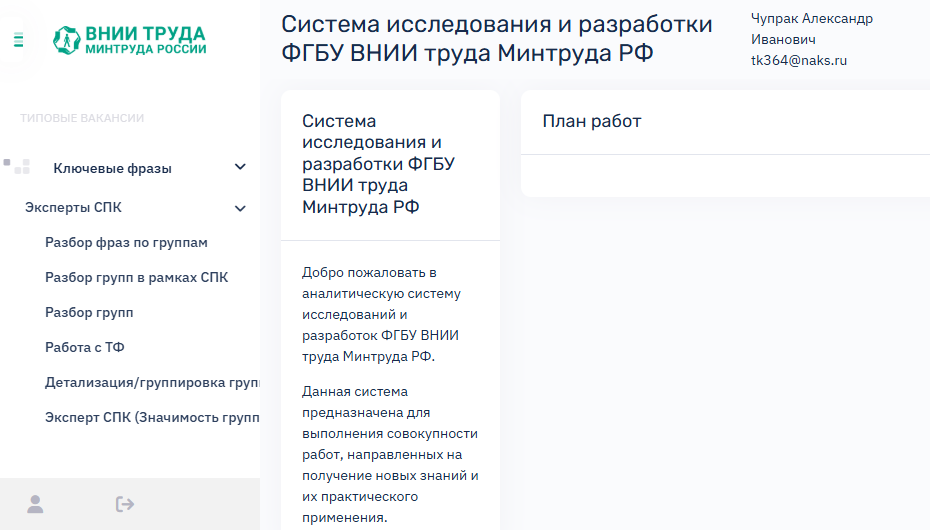 ВНИИ ТРУДА
МИНТРУДА РОССИИ
ТИПОВЫЕ ВАКАНСИИ
Ключевые фразы
Эксперты СПК
Разбор фраз по группам
Разбор групп в рамках СПК
Разбор групп
Работа с ТФ
Детализация/группировка груп
Эксперт СПК (Значимость групп
Система исследования и разработки
ФГБУ ВНИИ труда Минтруда РФ
Чупрак Александр
Иванович
tk364@naks.ru
Система
исследования и
разработки ФГБУ
ВНИИ труда
Минтруда РФ
Добро пожаловать в
аналитическую систему
исследований и
разработок ФГБУ ВНИИ
труда Минтруда РФ.
Данная система
предназначена для
выполнения совокупности
работ, направленных на
получение новых знаний и
их практического
применения.
План работ